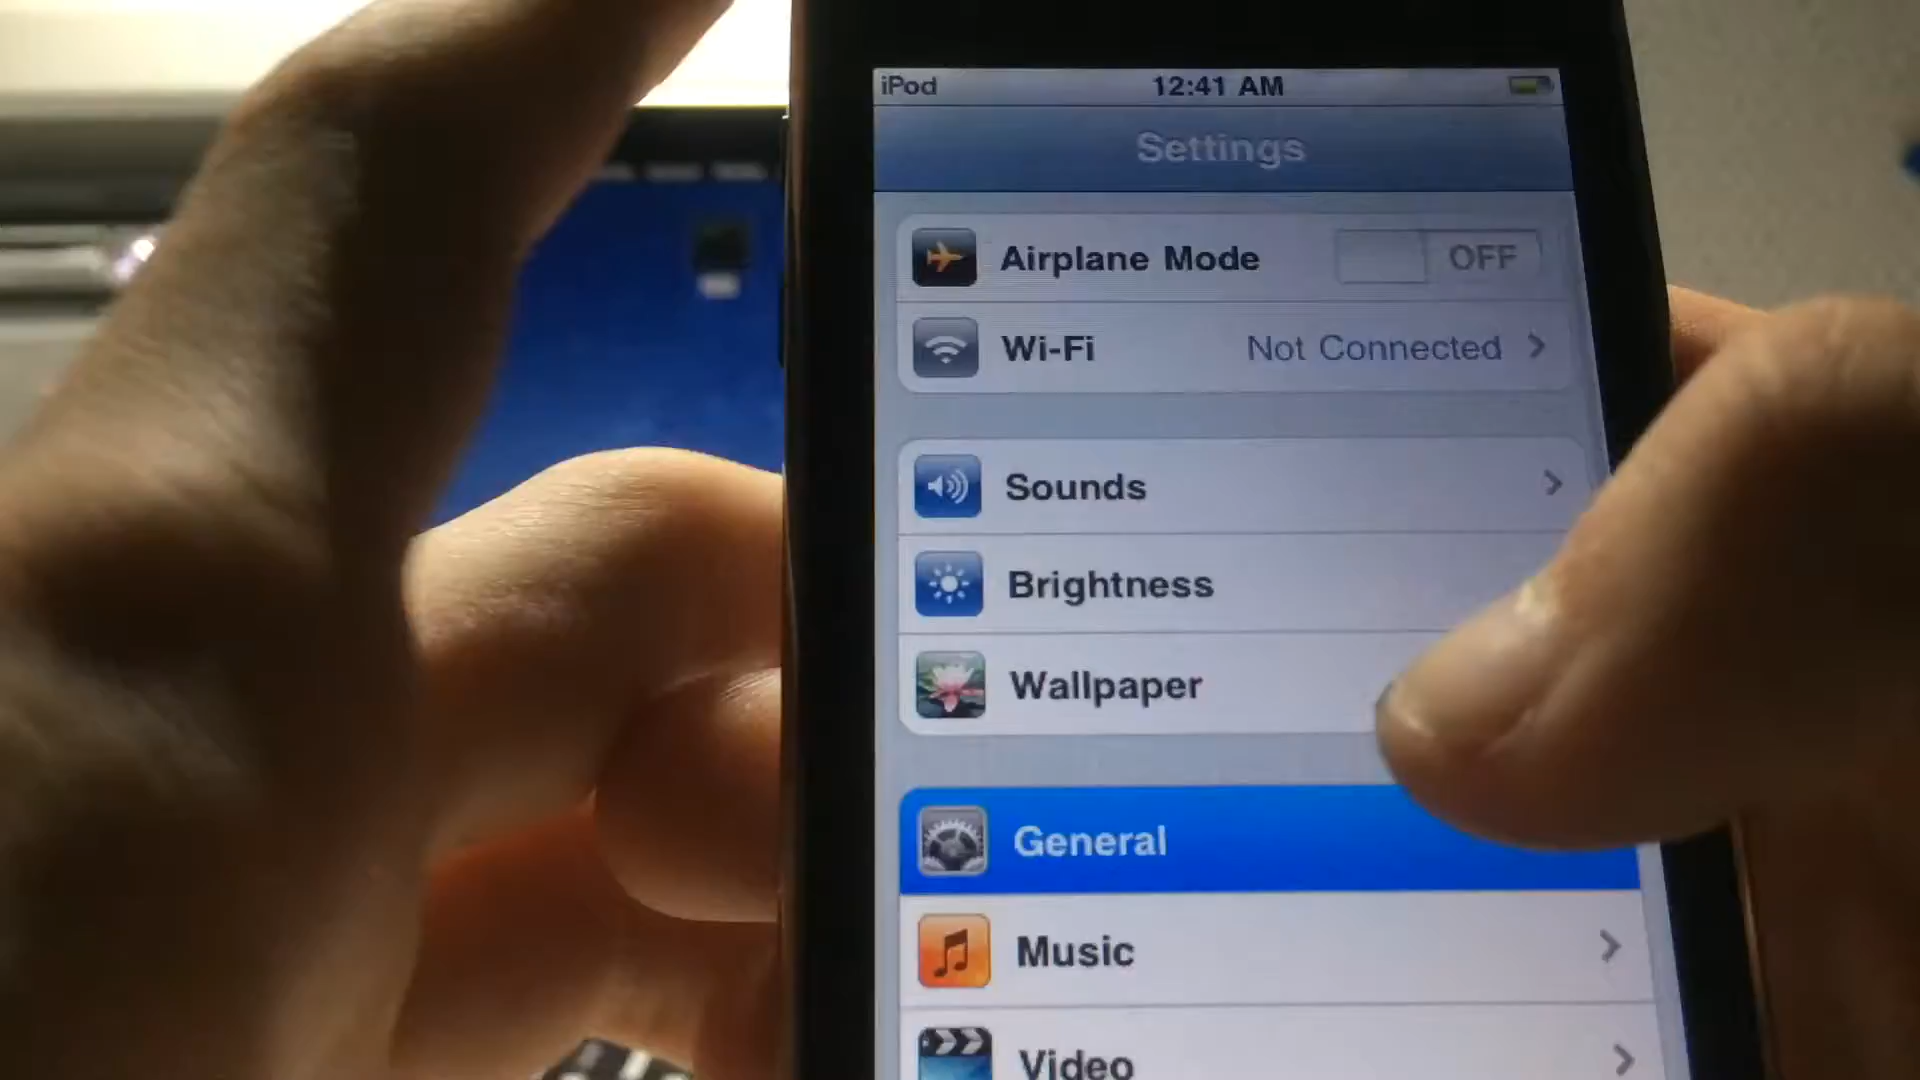 iPod 12:41 AM
Settings
Airplane Mode OFF
Wi-Fi Not Connected
Sounds
Brightness
Wallpaper
General
Music
Video